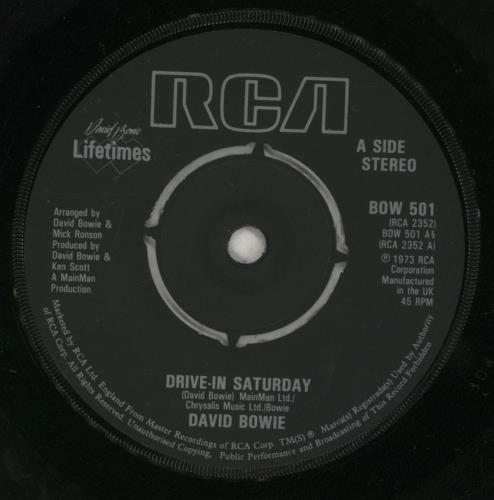 RCA
David Bowie
Lifetimes
A SIDE
STEREO
BOW 501
(RCA 2352)
BOW 501 A§
(RCA 2352 A)
℗ 1973 RCA
Corporation
Manufactured
in the UK
45 RPM
Arranged by
David Bowie &
Mick Ronson
Produced by
David Bowie &
Ken Scott
A MainMan
Production.
DRIVE-IN SATURDAY
(David Bowie) MainMan Ltd./
Chrysalis Music Ltd./Bowie
DAVID BOWIE
Marketed by RCA Ltd. England From Master Recordings of RCA Corp. TM(S)® Marca(s) Registrada(s) Used by Authority
of RCA Corp. All Rights Reserved. Unauthorised Copying, Public Performance and Broadcasting of This Record Forbidden